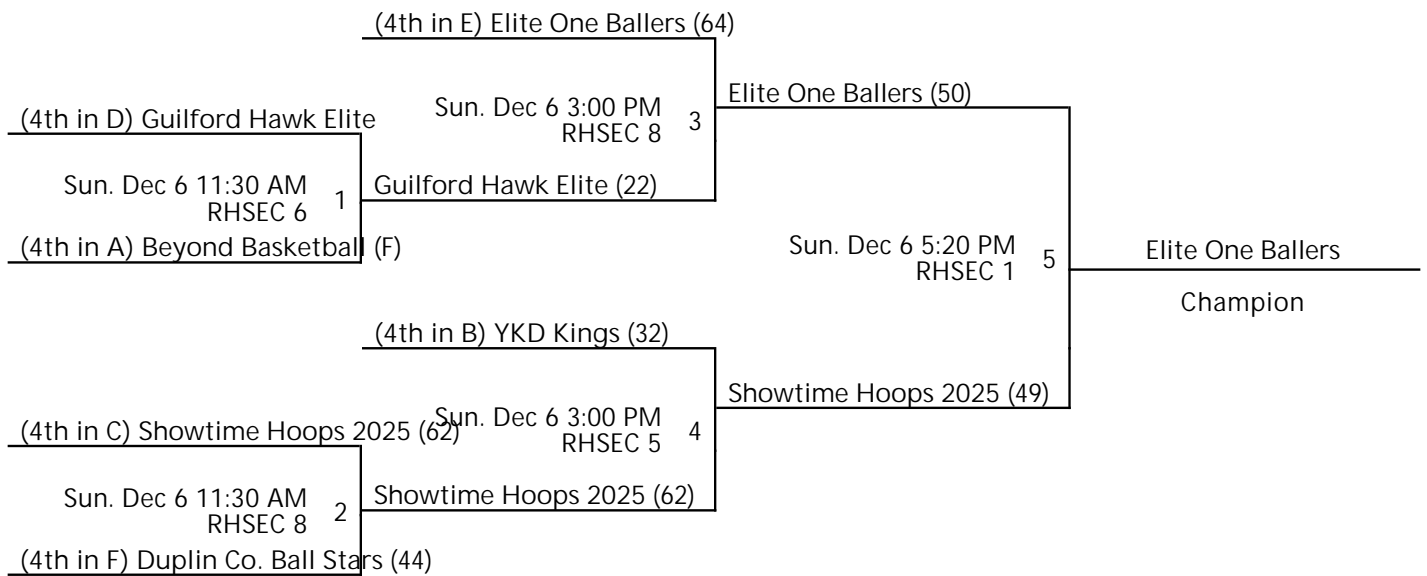 (4th in E) Elite One Ballers (64)
Elite One Ballers (50)
Sun. Dec 6 3:00 PM
RHSEC 8
3
(4th in D) Guilford Hawk Elite
Sun. Dec 6 11:30 AM
RHSEC 6
1
Guilford Hawk Elite (22)
(4th in A) Beyond Basketball (F)
Sun. Dec 6 5:20 PM
RHSEC 1
5
Elite One Ballers
Champion
(4th in B) YKD Kings (32)
Showtime Hoops 2025 (49)
Sun. Dec 6 3:00 PM
RHSEC 5
4
(4th in C) Showtime Hoops 2025 (62)
Sun. Dec 6 11:30 AM
RHSEC 8
2
Showtime Hoops 2025 (62)
(4th in F) Duplin Co. Ball Stars (44)